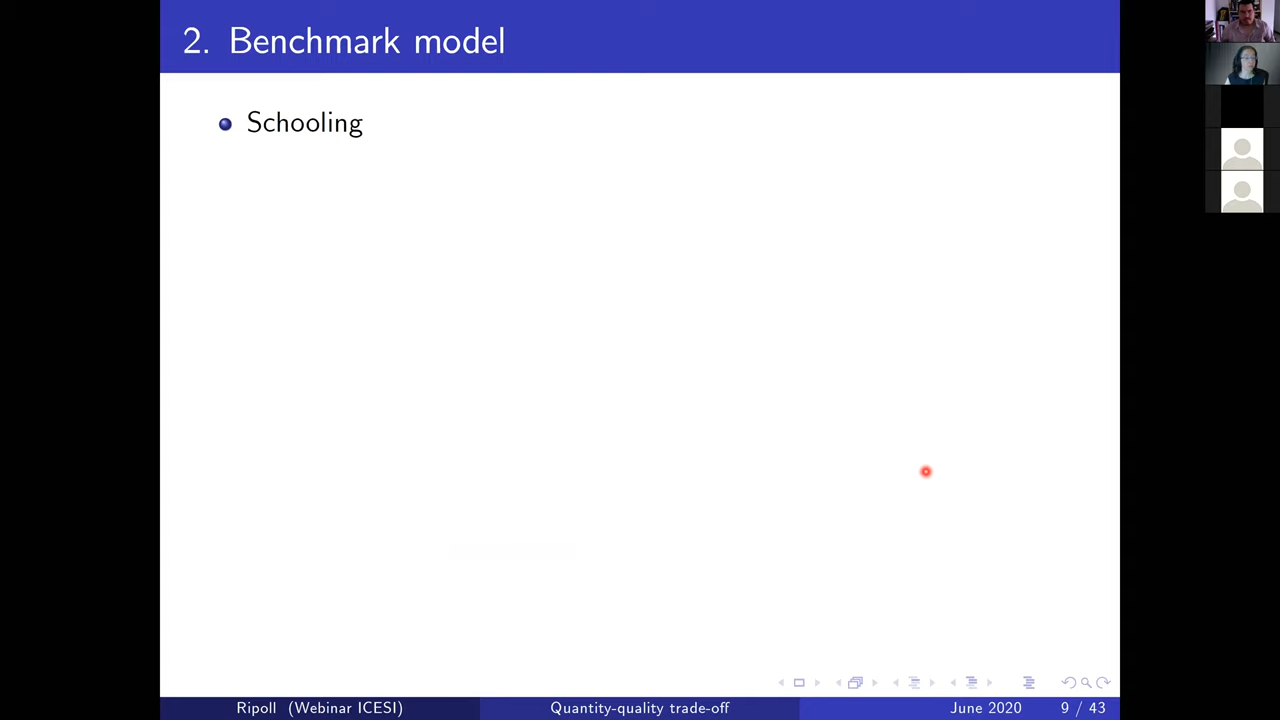 2. Benchmark model
Schooling
Ripoll (Webinar ICESI) Quantity-quality trade-off June 2020 9 / 43